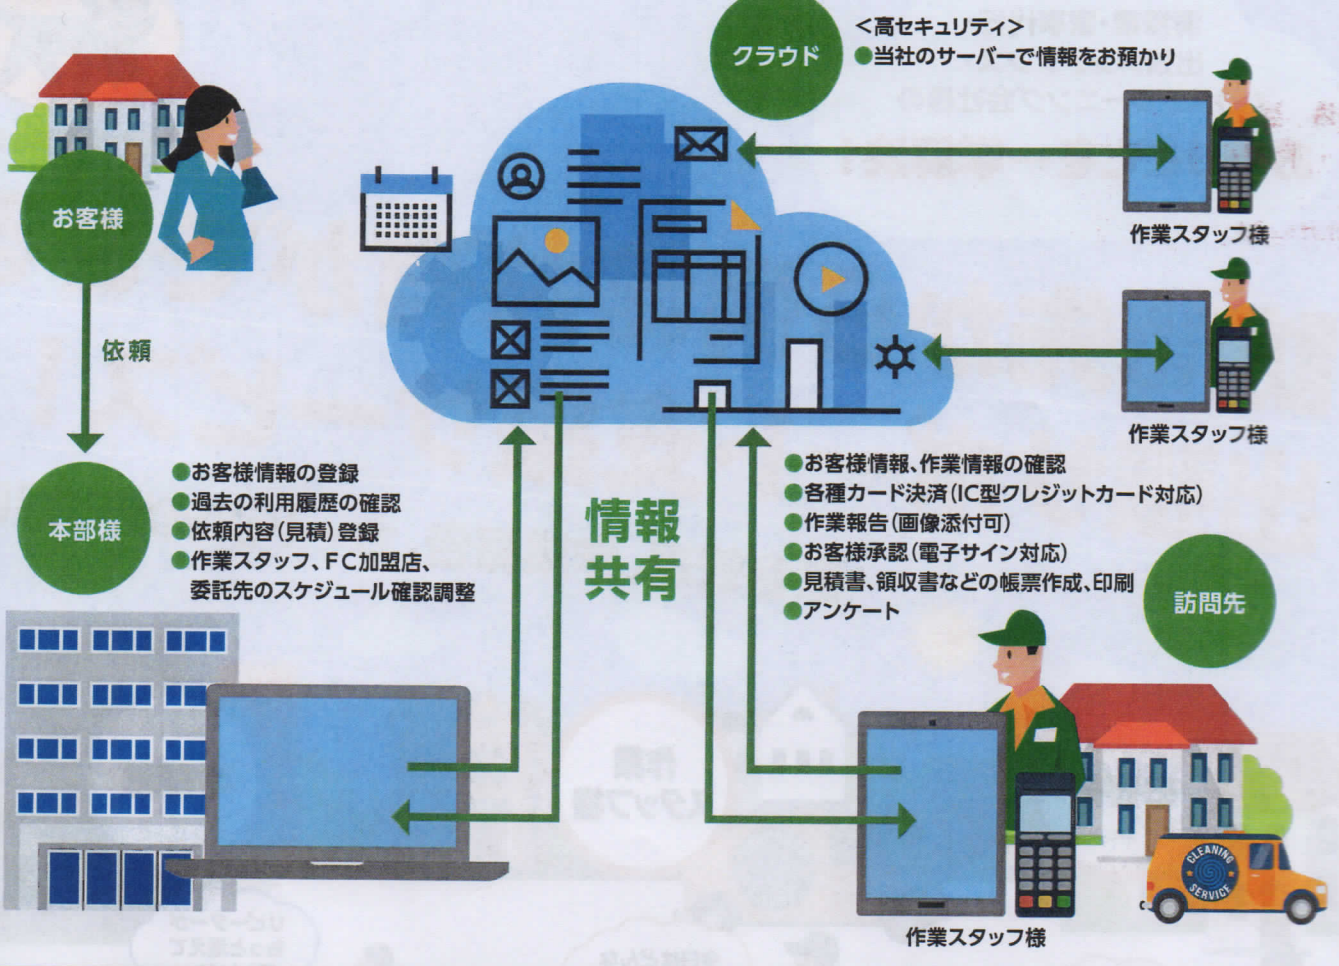 クラウド
＜高セキュリティ＞
●当社のサーバーで情報をお預かり
お客様
作業スタッフ様
依頼
作業スタッフ様
本部様
●お客様情報の登録
●過去の利用履歴の確認
●依頼内容（見積）登録
●作業スタッフ、FC加盟店、
委託先のスケジュール確認調整
情報
共有
●お客様情報、作業情報の確認
●各種カード決済（IC型クレジットカード対応）
●作業報告（画像添付可）
●お客様承認（電子サイン対応）
●見積書、領収書などの帳票作成、印刷
●アンケート
訪問先
CLEANING
SERVICE
作業スタッフ様